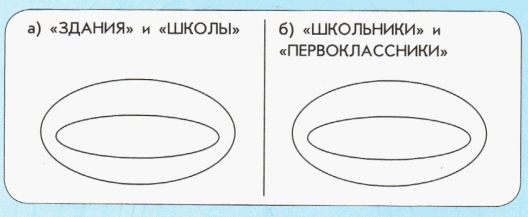 а) «ЗДАНИЯ» и «ШКОЛЫ»
б) «ШКОЛЬНИКИ» и
«ПЕРВОКЛАССНИКИ»